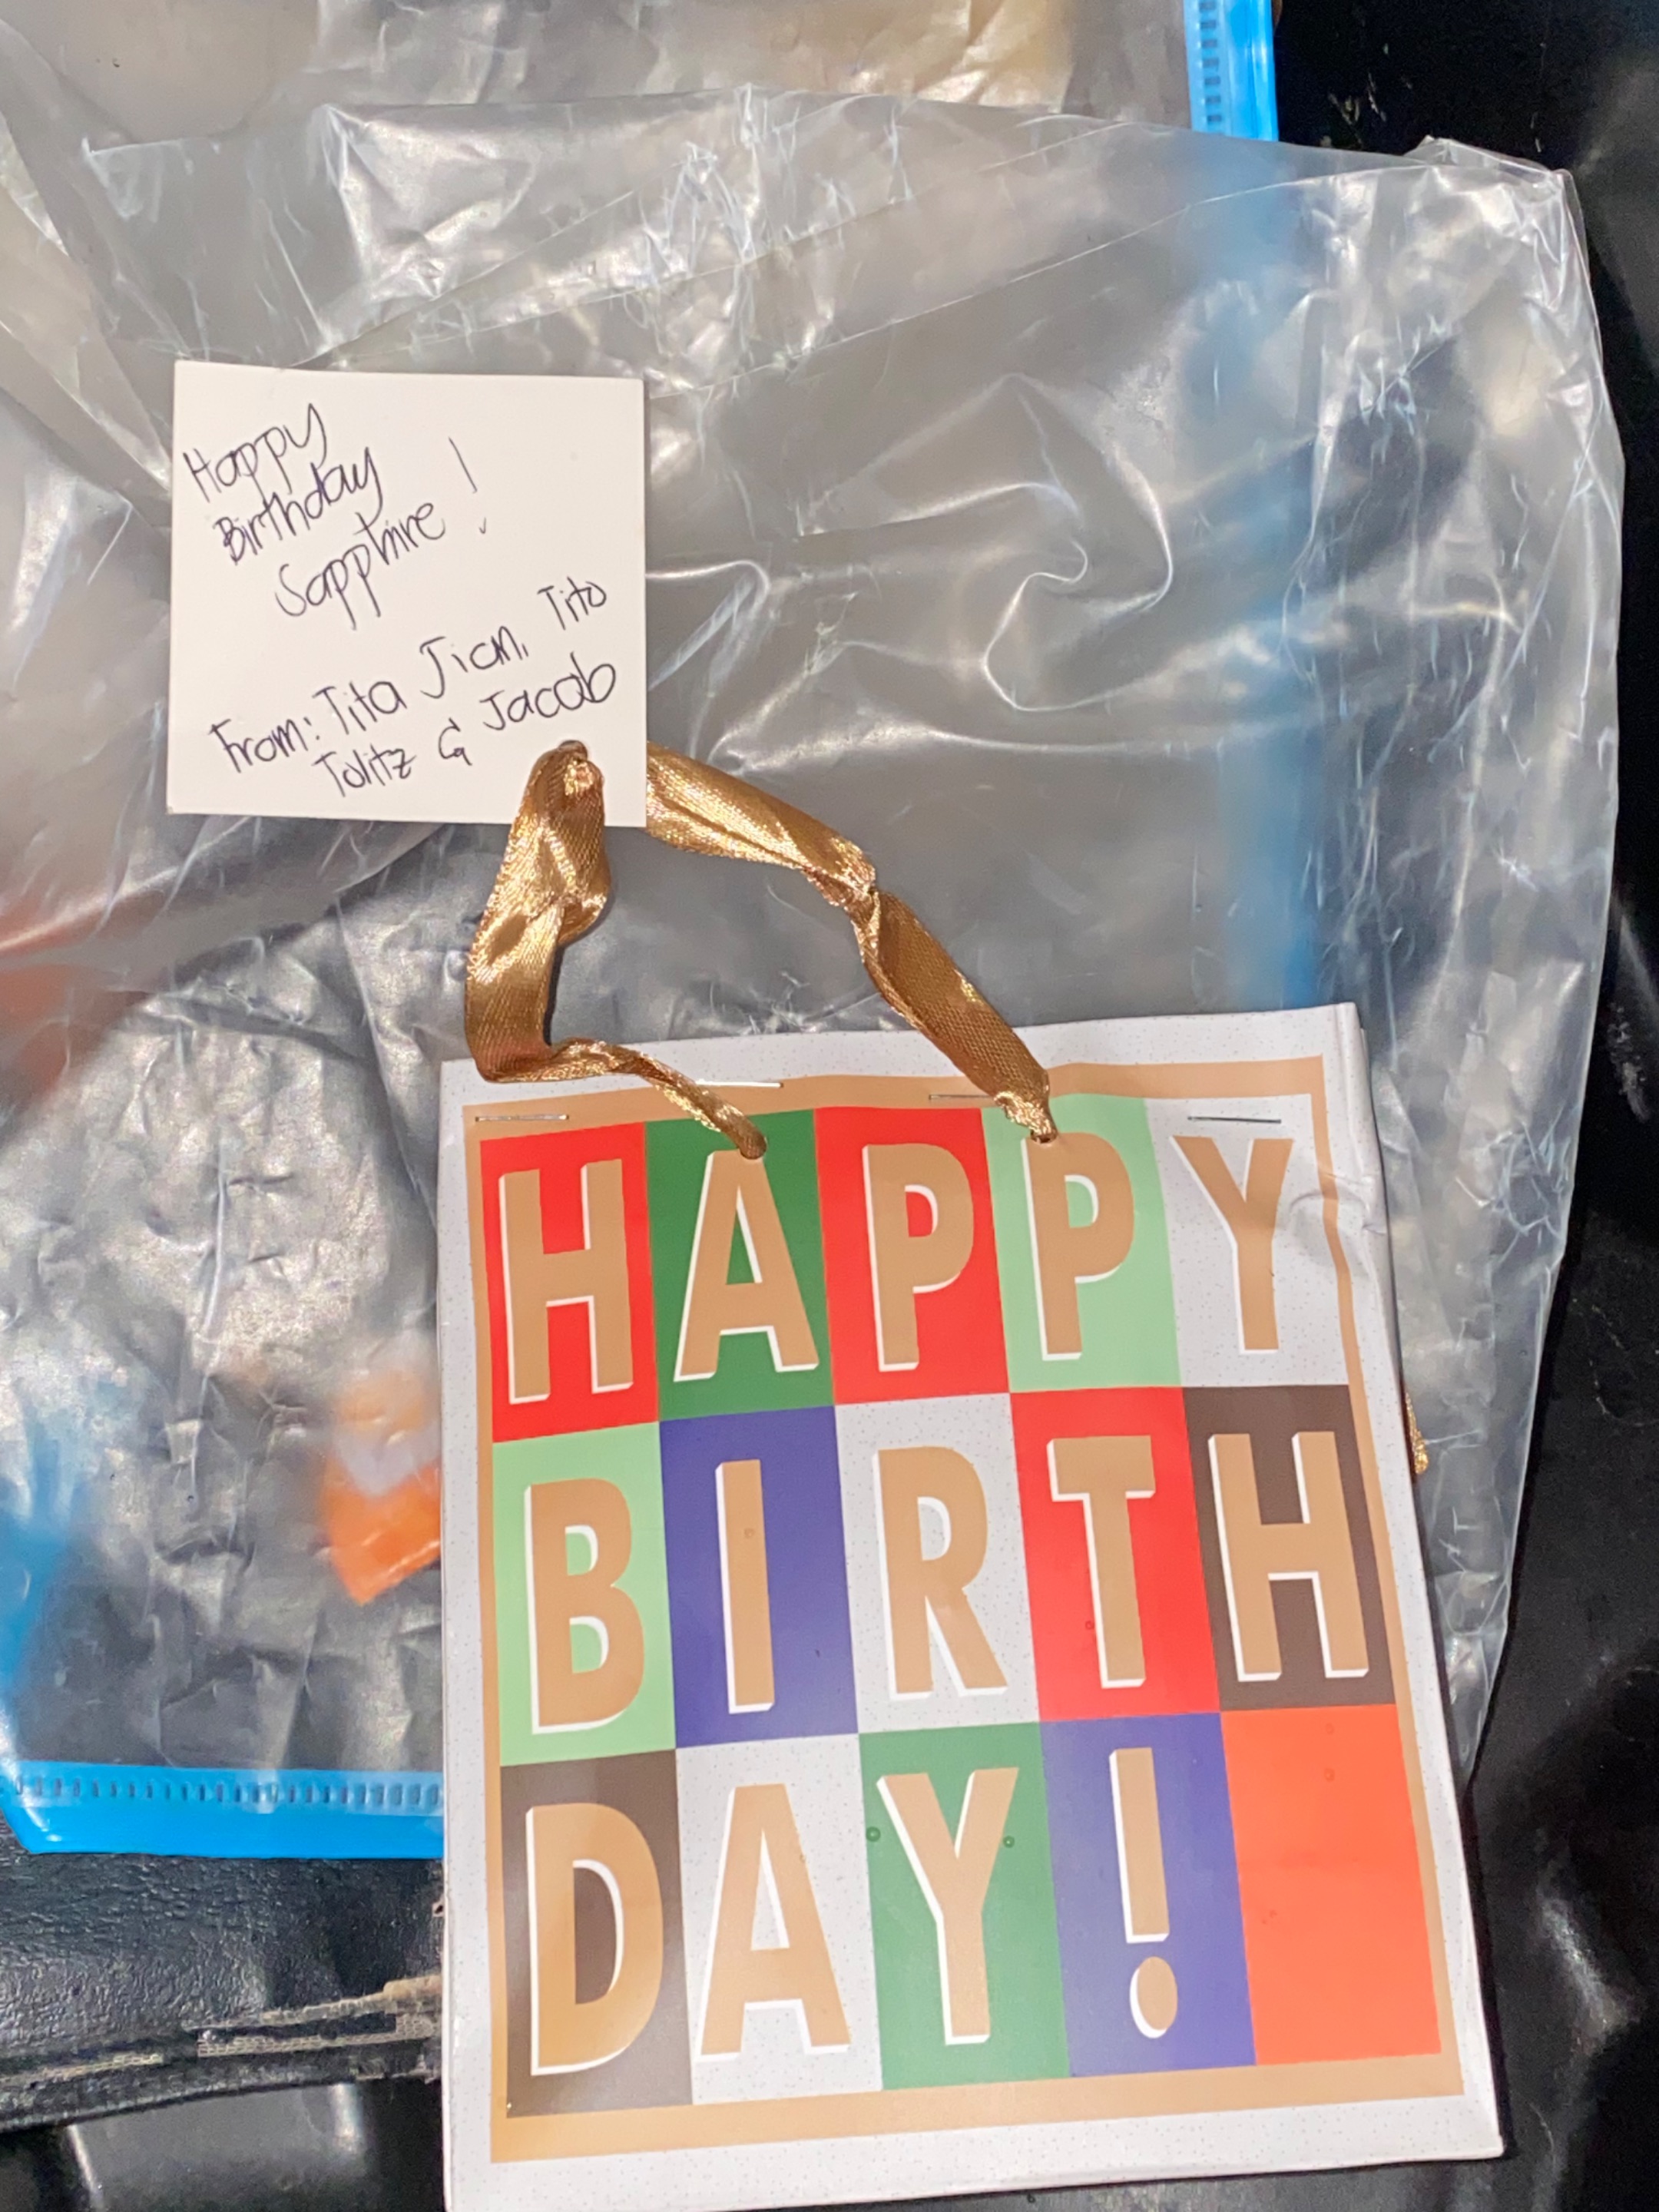 Happy
Birthday
Sapphire!
From: Tita Jian, Tito
Tolitz & Jacob
HAPPY
BIRTH
DAY!